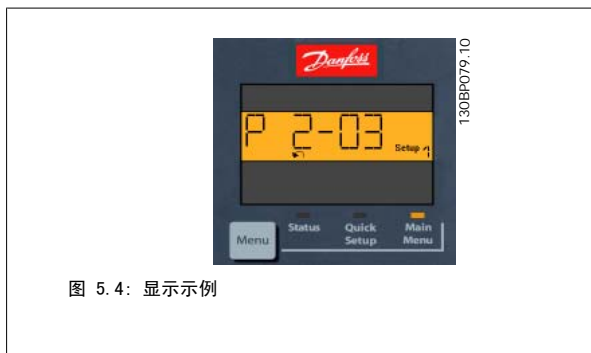 Danfoss
130BP079.10
P 2-03
Setup 1
Status
Quick Setup
Main Menu
Menu
图 5.4: 显示示例